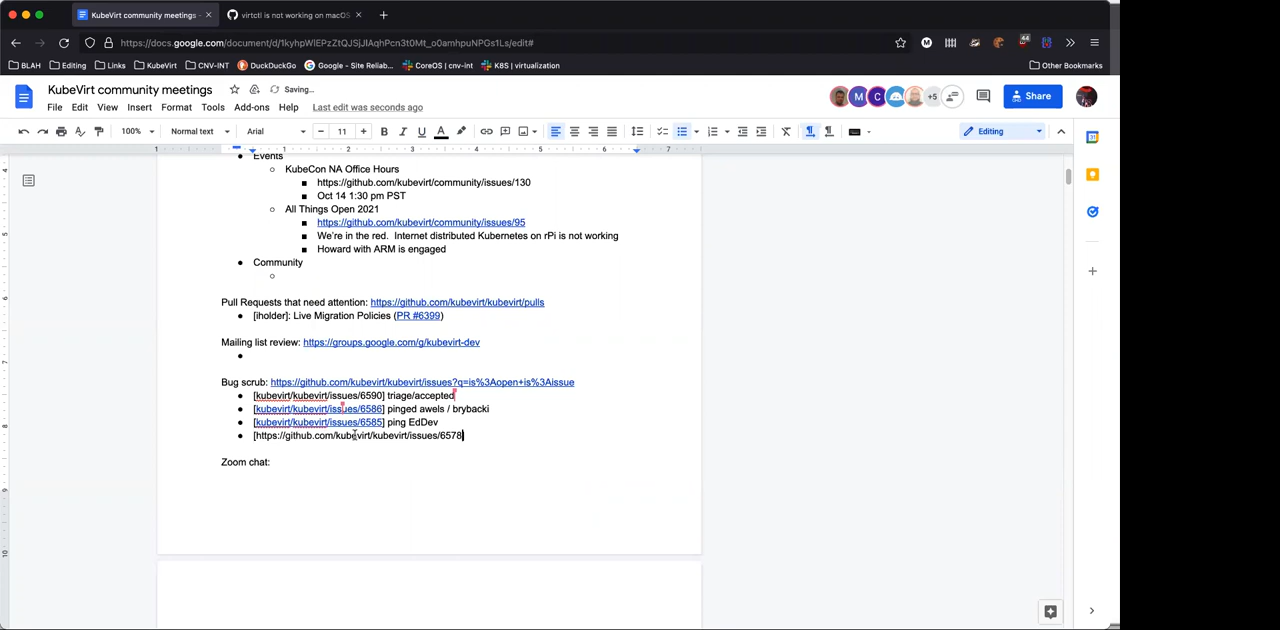 KubeVirt community meetings -
virtctl is not working on macOS
https://docs.google.com/document/d/1kyhpWlEPzZtQJSjJIAqhPcn3t0Mt_o0amhpuNPGs1Ls/edit#
44
BLAH Editing Links KubeVirt CNV-INT DuckDuckGo Google - Site Reliab... CoreOS | cnv-int K8S | virtualization Other Bookmarks
KubeVirt community meetings Saving...
File Edit View Insert Format Tools Add-ons Help Last edit was seconds ago
M C +5 Share
100% Normal text Arial 11 Editing
Events
KubeCon NA Office Hours
https://github.com/kubevirt/community/issues/130
Oct 14 1:30 pm PST
All Things Open 2021
https://github.com/kubevirt/community/issues/95
We're in the red. Internet distributed Kubernetes on rPi is not working
Howard with ARM is engaged
Community
Pull Requests that need attention: https://github.com/kubevirt/kubevirt/pulls
[iholder]: Live Migration Policies (PR #6399)
Mailing list review: https://groups.google.com/g/kubevirt-dev
Bug scrub: https://github.com/kubevirt/kubevirt/issues?q=is%3Aopen+is%3Aissue
[kubevirt/kubevirt/issues/6590] triage/accepted
[kubevirt/kubevirt/issues/6586] pinged awels / brybacki
[kubevirt/kubevirt/issues/6585] ping EdDev
[https://github.com/kubevirt/kubevirt/issues/6578
Zoom chat: